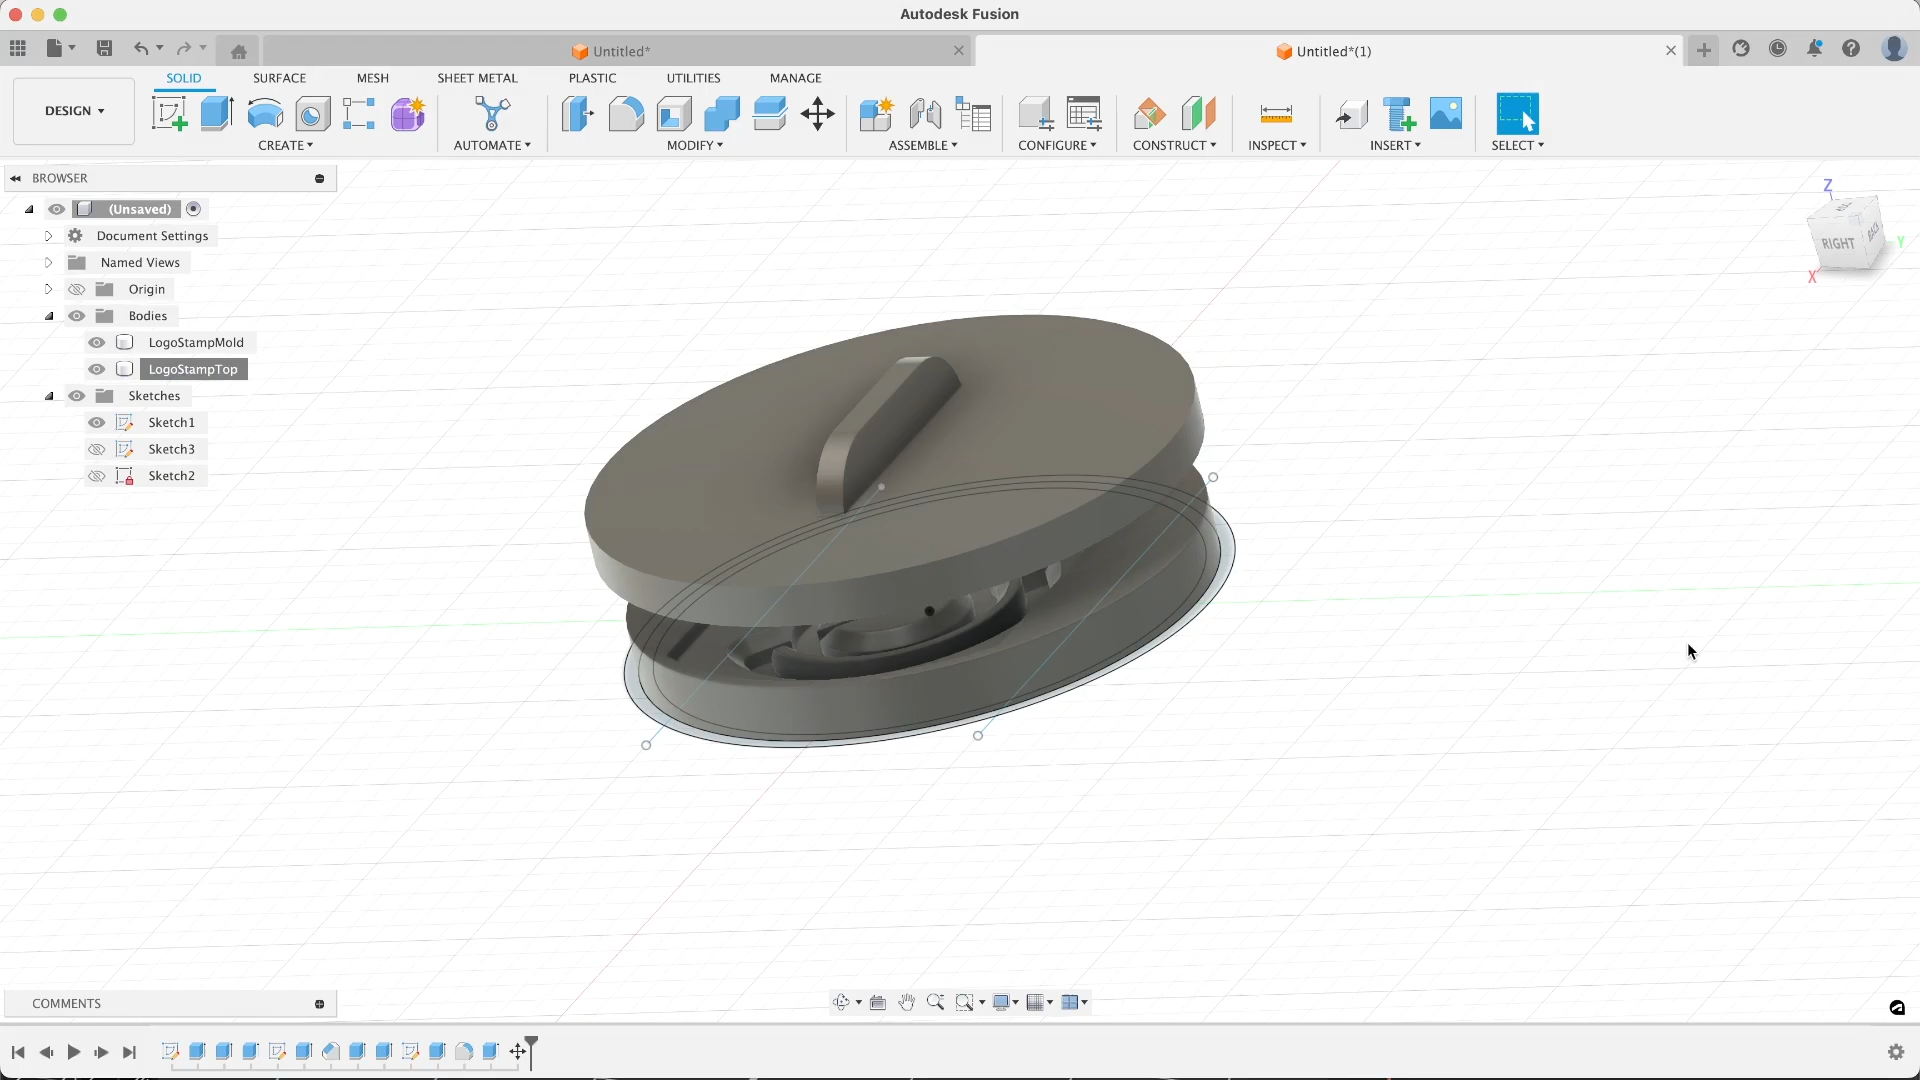 Autodesk Fusion
Untitled*
Untitled*(1)
DESIGN
SOLID
SURFACE
MESH
SHEET METAL
PLASTIC
UTILITIES
MANAGE
CREATE
AUTOMATE
MODIFY
ASSEMBLE
CONFIGURE
CONSTRUCT
INSPECT
INSERT
SELECT
BROWSER
(Unsaved)
Document Settings
Named Views
Origin
Bodies
LogoStampMold
LogoStampTop
Sketches
Sketch1
Sketch3
Sketch2
Z
RIGHT
BACK
Y
X
COMMENTS